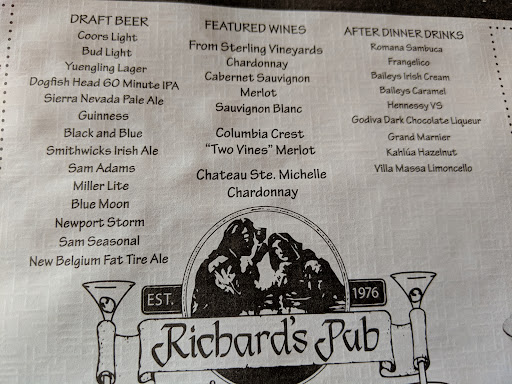 DRAFT BEER
Coors Light
Bud Light
Yuengling Lager
Dogfish Head 60 Minute IPA
Sierra Nevada Pale Ale
Guinness
Black and Blue
Smithwicks Irish Ale
Sam Adams
Miller Lite
Blue Moon
Newport Storm
Sam Seasonal
New Belgium Fat Tire Ale
FEATURED WINES
From Sterling Vineyards
Chardonnay
Cabernet Sauvignon
Merlot
Sauvignon Blanc
Columbia Crest
"Two Vines" Merlot
Chateau Ste. Michelle
Chardonnay
AFTER DINNER DRINKS
Romana Sambuca
Frangelico
Baileys Irish Cream
Baileys Caramel
Hennessy VS
Godiva Dark Chocolate Liqueur
Grand Marnier
Kahlúa Hazelnut
Villa Massa Limoncello
EST. 1976
Richard's Pub